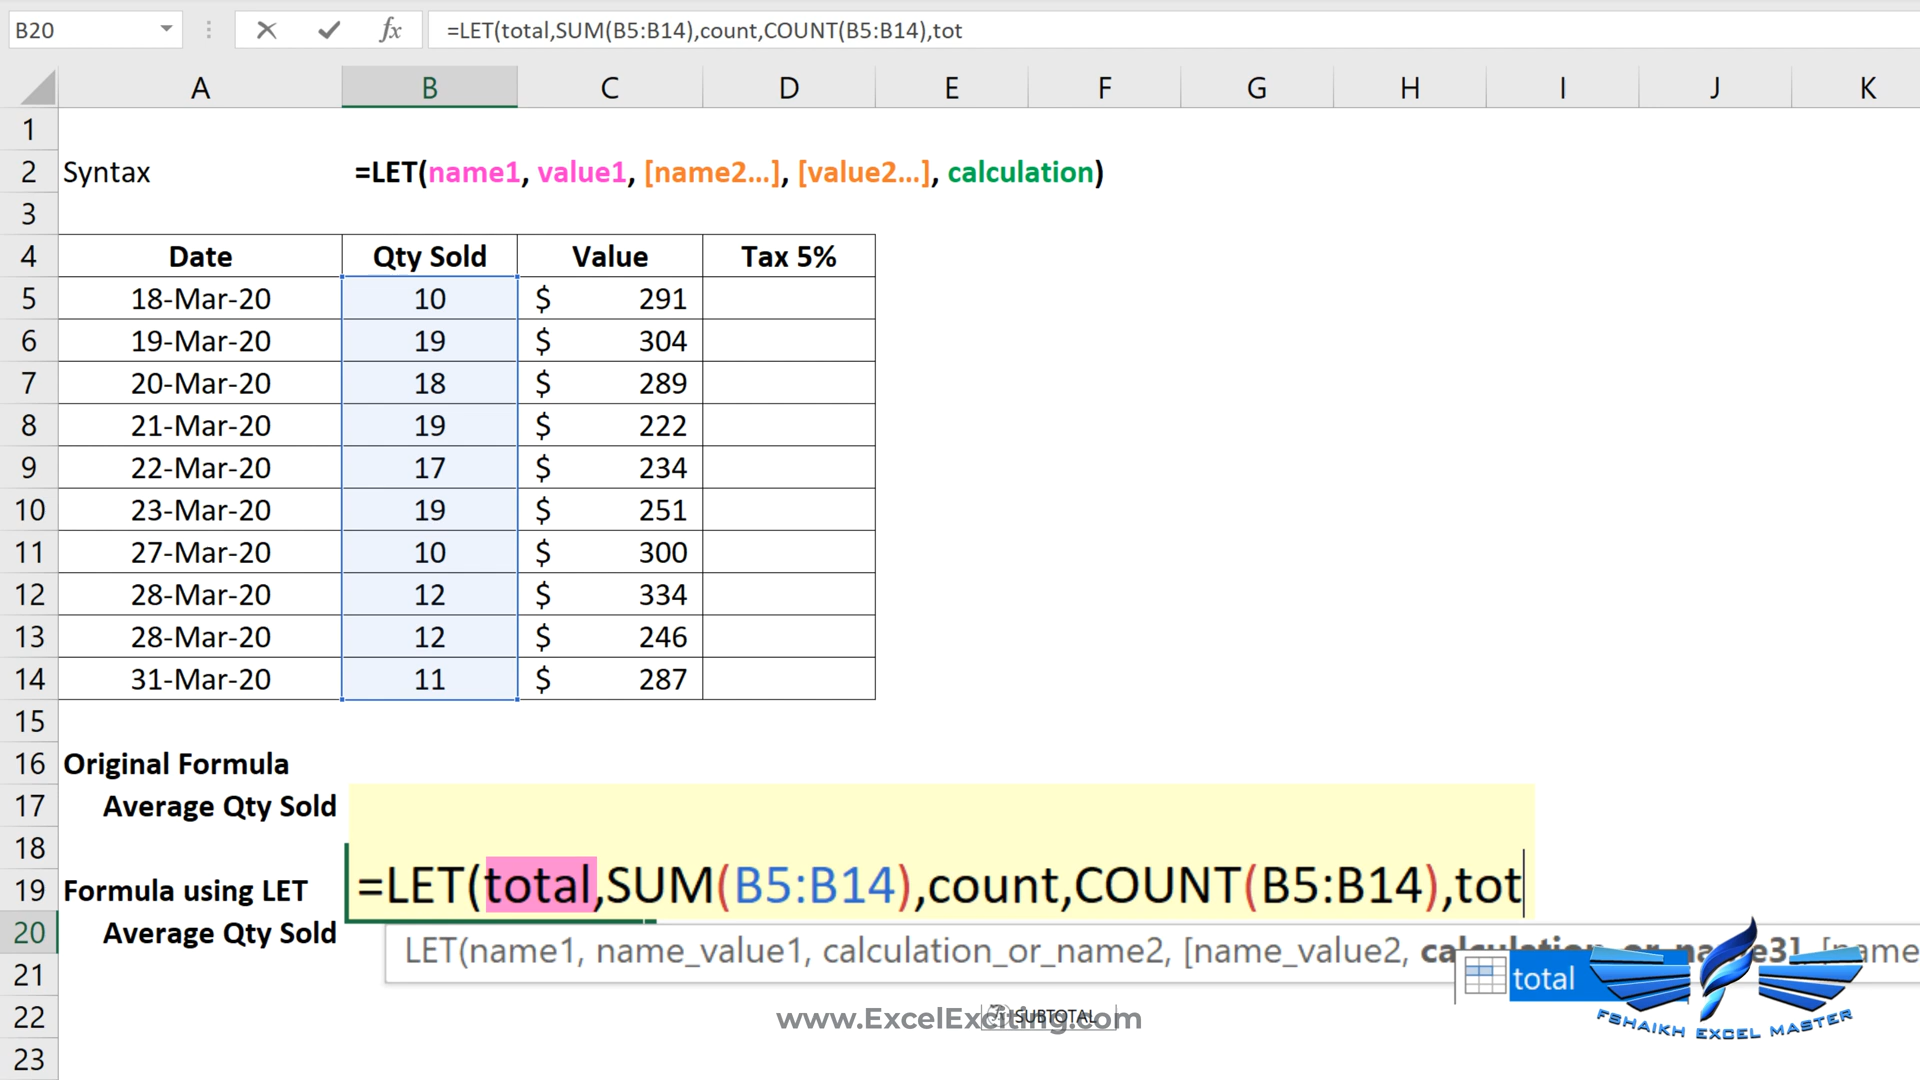 B20 fx =LET(total,SUM(B5:B14),count,COUNT(B5:B14),tot
A B C D E F G H I J K
1
2 Syntax =LET(name1, value1, [name2...], [value2...], calculation)
3
4 Date Qty Sold Value Tax 5%
5 18-Mar-20 10 $ 291
6 19-Mar-20 19 $ 304
7 20-Mar-20 18 $ 289
8 21-Mar-20 19 $ 222
9 22-Mar-20 17 $ 234
10 23-Mar-20 19 $ 251
11 27-Mar-20 10 $ 300
12 28-Mar-20 12 $ 334
13 28-Mar-20 12 $ 246
14 31-Mar-20 11 $ 287
15
16 Original Formula
17 Average Qty Sold
18
19 Formula using LET =LET(total,SUM(B5:B14),count,COUNT(B5:B14),tot
20 Average Qty Sold
LET(name1, name_value1, calculation_or_name2, [name_value2, calculation_or_name3], [name
21 total
22 www.ExcelExciting.com SUBTOTAL
FSHAIKH EXCEL MASTER
23